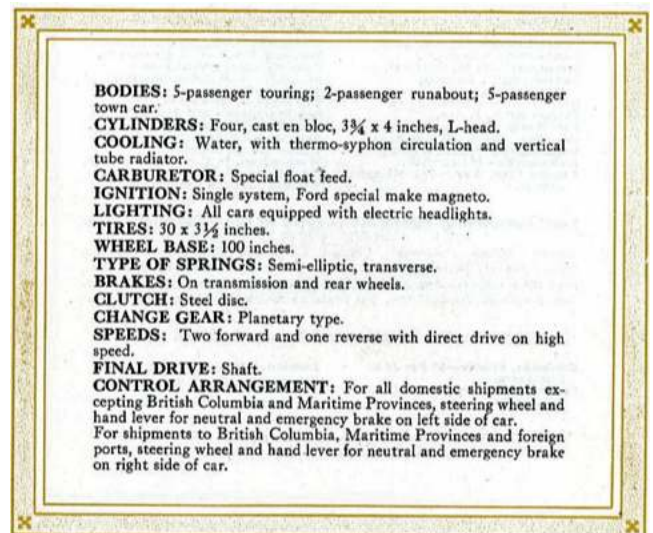 BODIES: 5-passenger touring; 2-passenger runabout; 5-passenger
town car.
CYLINDERS: Four, cast en bloc, 3¾ x 4 inches, L-head.
COOLING: Water, with thermo-syphon circulation and vertical
tube radiator.
CARBURETOR: Special float feed.
IGNITION: Single system, Ford special make magneto.
LIGHTING: All cars equipped with electric headlights.
TIRES: 30 x 3½ inches.
WHEEL BASE: 100 inches.
TYPE OF SPRINGS: Semi-elliptic, transverse.
BRAKES: On transmission and rear wheels.
CLUTCH: Steel disc.
CHANGE GEAR: Planetary type.
SPEEDS: Two forward and one reverse with direct drive on high
speed.
FINAL DRIVE: Shaft.
CONTROL ARRANGEMENT: For all domestic shipments ex-
cepting British Columbia and Maritime Provinces, steering wheel and
hand lever for neutral and emergency brake on left side of car.
For shipments to British Columbia, Maritime Provinces and foreign
ports, steering wheel and hand lever for neutral and emergency brake
on right side of car.